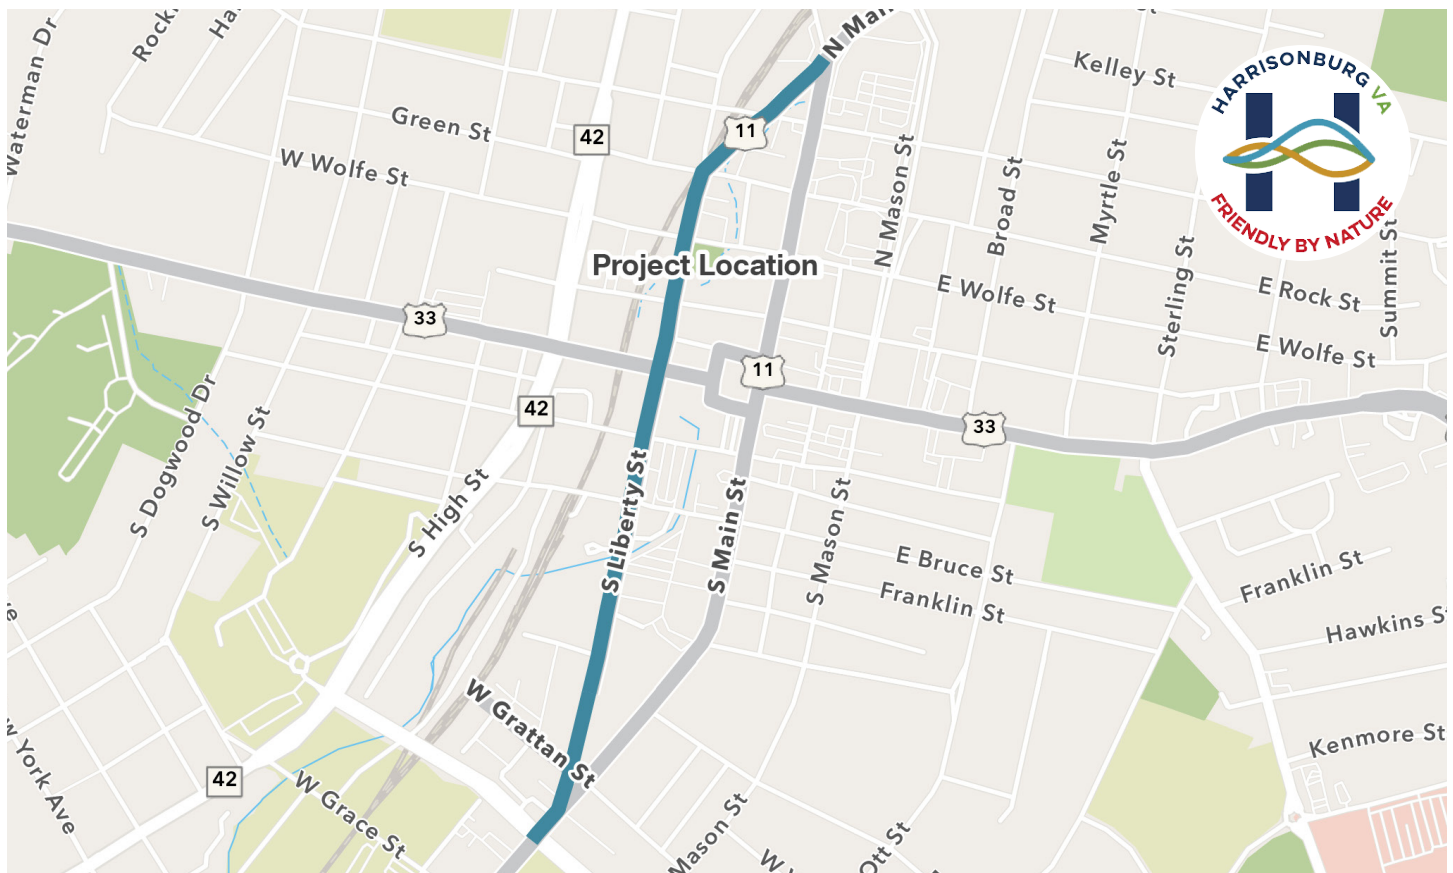 Waterman Dr
N Main
Kelley St
HARRISONBURG VA
FRIENDLY BY NATURE
Green St
42
11
W Wolfe St
N Mason St
Broad St
Myrtle St
Sterling St
Summit St
Project Location
E Wolfe St
E Rock St
33
11
E Wolfe St
42
33
S Dogwood Dr
S Willow St
S High St
S Liberty St
S Main St
S Mason St
E Bruce St
Franklin St
Franklin St
Hawkins St
W Grattan St
Kenmore St
42
W York Ave
W Grace St
Mason St
Ott St